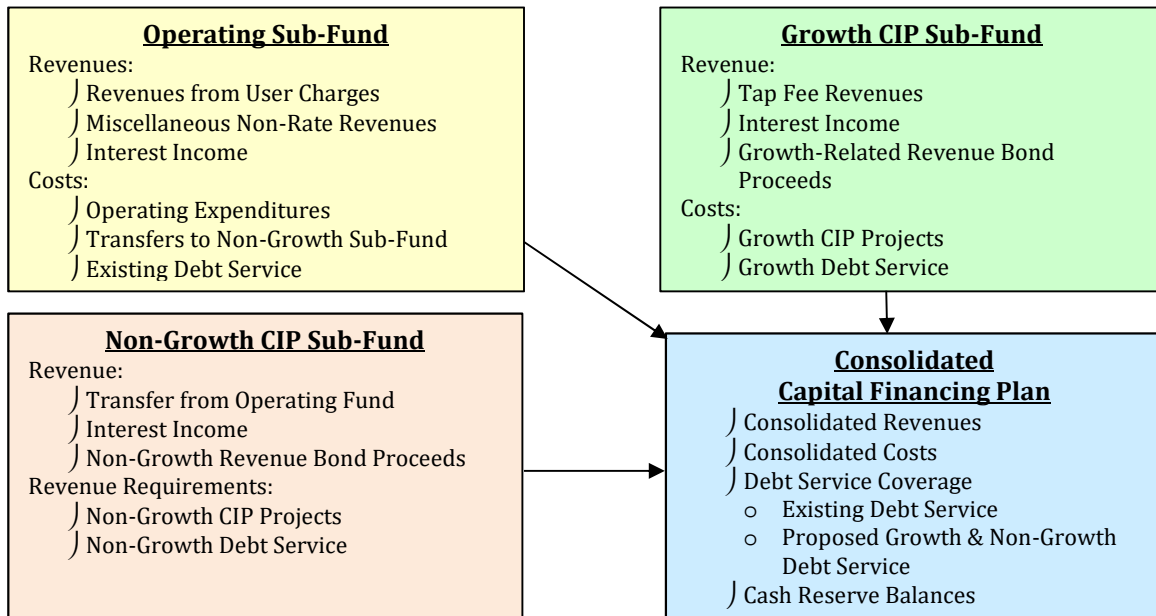 Operating Sub-Fund
Revenues:
⌡ Revenues from User Charges
⌡ Miscellaneous Non-Rate Revenues
⌡ Interest Income
Costs:
⌡ Operating Expenditures
⌡ Transfers to Non-Growth Sub-Fund
⌡ Existing Debt Service
Growth CIP Sub-Fund
Revenue:
⌡ Tap Fee Revenues
⌡ Interest Income
⌡ Growth-Related Revenue Bond
Proceeds
Costs:
⌡ Growth CIP Projects
⌡ Growth Debt Service
Non-Growth CIP Sub-Fund
Revenue:
⌡ Transfer from Operating Fund
⌡ Interest Income
⌡ Non-Growth Revenue Bond Proceeds
Revenue Requirements:
⌡ Non-Growth CIP Projects
⌡ Non-Growth Debt Service
Consolidated
Capital Financing Plan
⌡ Consolidated Revenues
⌡ Consolidated Costs
⌡ Debt Service Coverage
o Existing Debt Service
o Proposed Growth & Non-Growth
Debt Service
⌡ Cash Reserve Balances